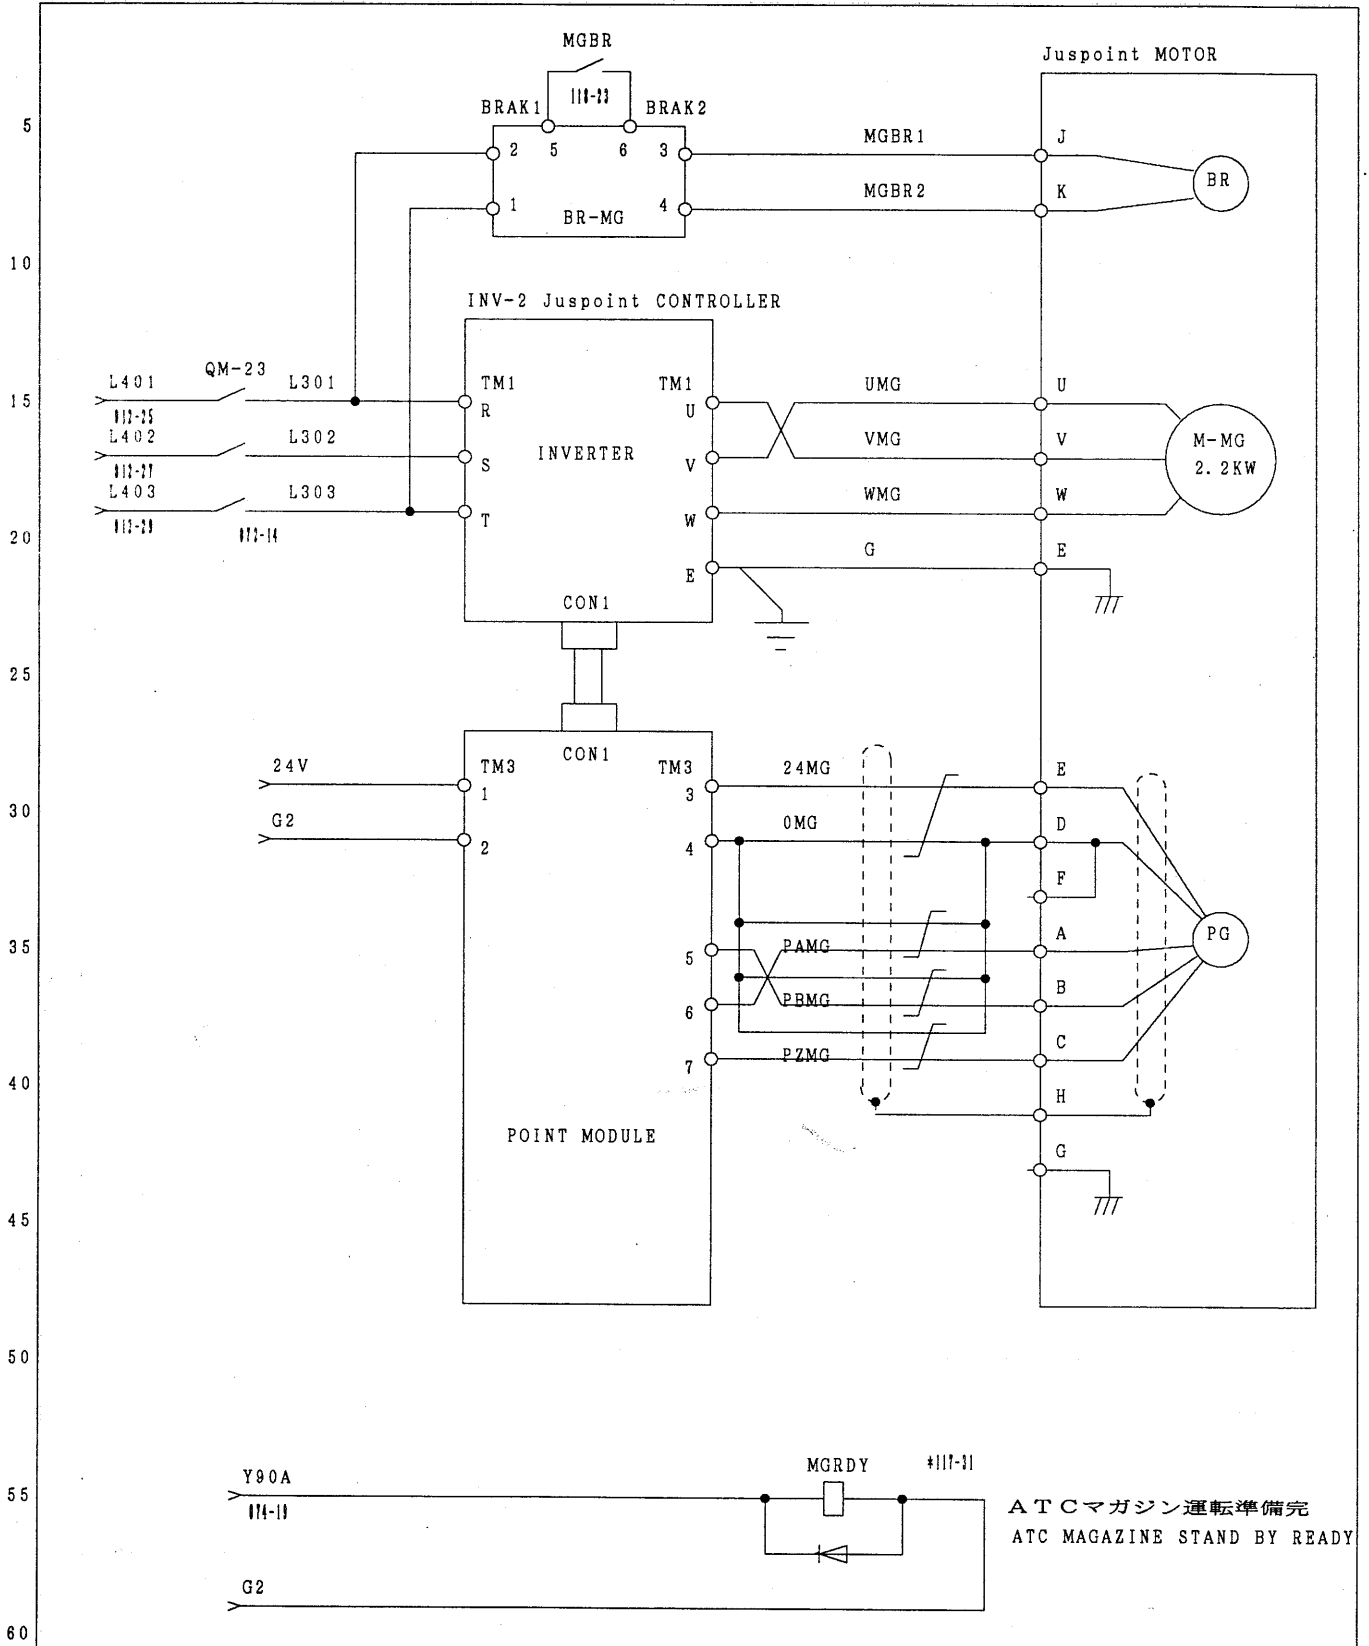 MGBR
Juspoint MOTOR
BRAK1
BRAK2
5
2
5
6
3
MGBR1
J
BR
1
BR-MG
4
MGBR2
K
10
INV-2 Juspoint CONTROLLER
L401
QM-23
L301
TM1
TM1
UMG
U
15
R
U
L402
L302
INVERTER
VMG
V
M-MG
2.2KW
S
V
L403
L303
WMG
W
T
W
20
G
E
E
CON1
25
CON1
24V
TM3
TM3
24MG
E
1
3
30
G2
0MG
D
2
4
F
35
PAMG
A
PG
5
PBMG
B
6
PZMG
C
7
40
H
POINT MODULE
G
45
50
Y90A
MGRDY
55
ATCマガジン運転準備完
ATC MAGAZINE STAND BY READY
G2
60